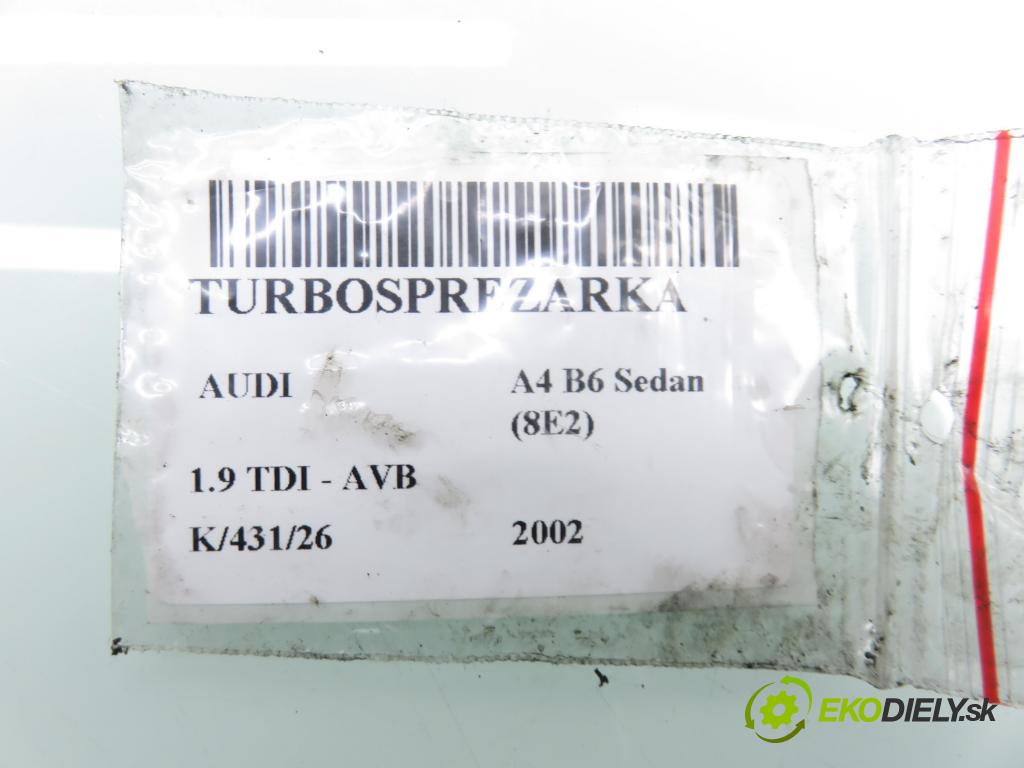 TURBOSPREZARKA
AUDI
A4 B6 Sedan
(8E2)
1.9 TDI - AVB
K/431/26
2002
EKODIELY.sk